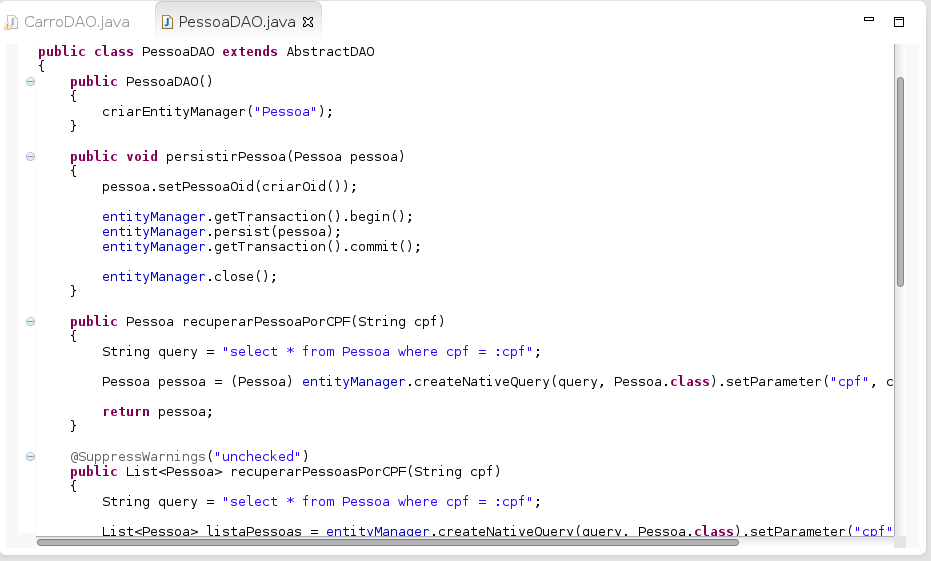 CarroDAO.java PessoaDAO.java
public class PessoaDAO extends AbstractDAO
{
public PessoaDAO()
{
criarEntityManager("Pessoa");
}
public void persistirPessoa(Pessoa pessoa)
{
pessoa.setPessoaOid(criarOid());
entityManager.getTransaction().begin();
entityManager.persist(pessoa);
entityManager.getTransaction().commit();
entityManager.close();
}
public Pessoa recuperarPessoaPorCPF(String cpf)
{
String query = "select * from Pessoa where cpf = :cpf";
Pessoa pessoa = (Pessoa) entityManager.createNativeQuery(query, Pessoa.class).setParameter("cpf", c
return pessoa;
}
@SuppressWarnings("unchecked")
public List<Pessoa> recuperarPessoasPorCPF(String cpf)
{
String query = "select * from Pessoa where cpf = :cpf";
List<Pessoa> listaPessoas = entityManager.createNativeQuery(query, Pessoa.class).setParameter("cpf"